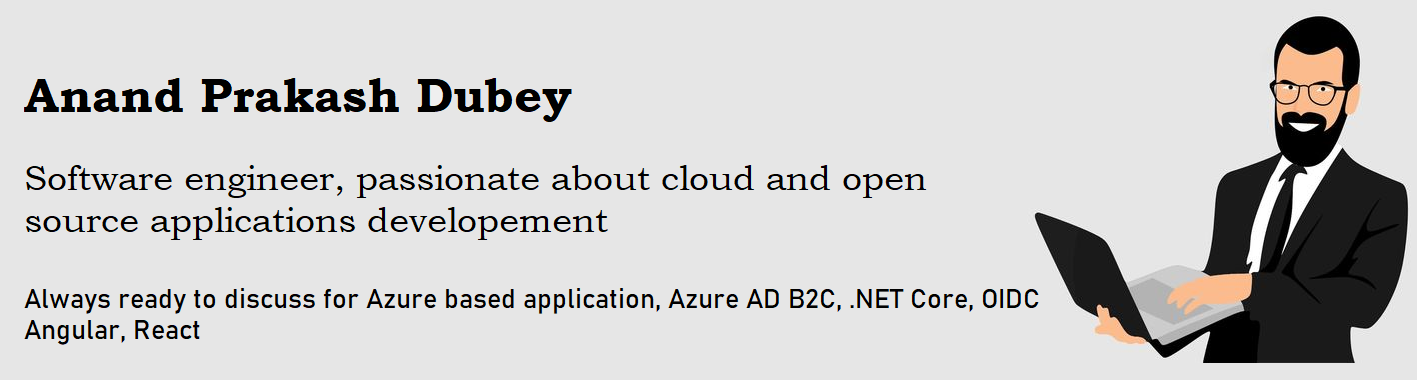 Anand Prakash Dubey
Software engineer, passionate about cloud and open
source applications developement
Always ready to discuss for Azure based application, Azure AD B2C, .NET Core, OIDC
Angular, React